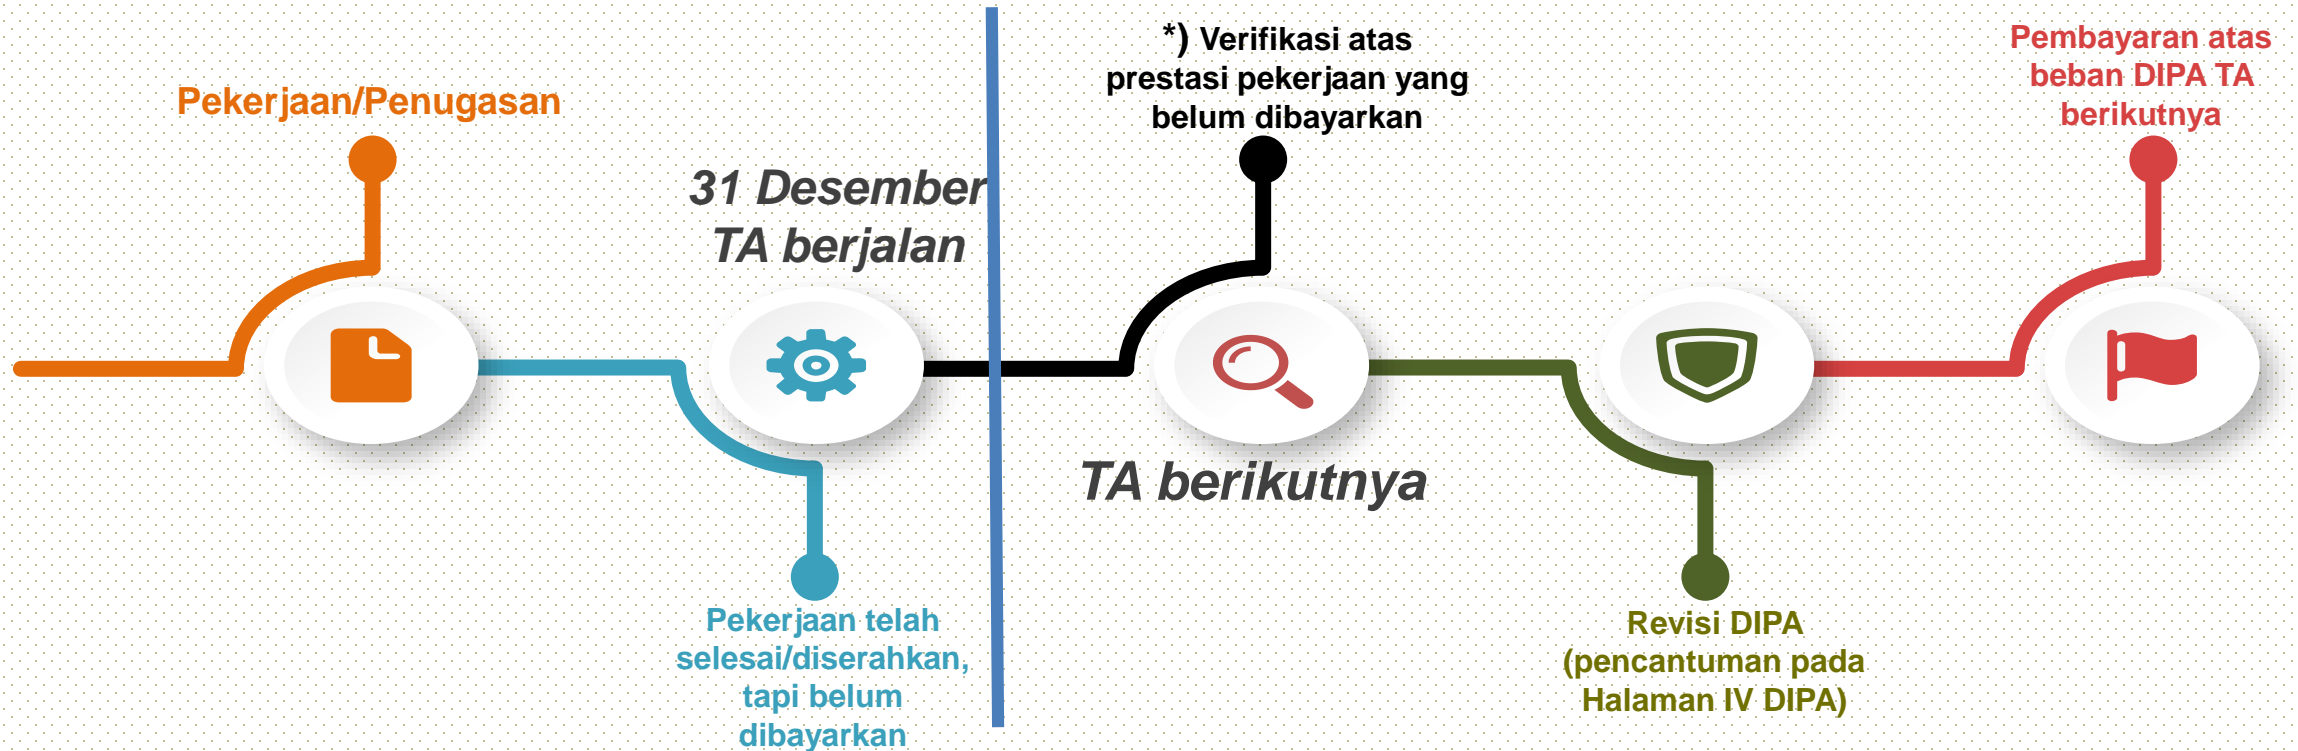 Pekerjaan/Penugasan
31 Desember
TA berjalan
Pekerjaan telah
selesai/diserahkan,
tapi belum
dibayarkan
*) Verifikasi atas
prestasi pekerjaan yang
belum dibayarkan
TA berikutnya
Revisi DIPA
(pencantuman pada
Halaman IV DIPA)
Pembayaran atas
beban DIPA TA
berikutnya